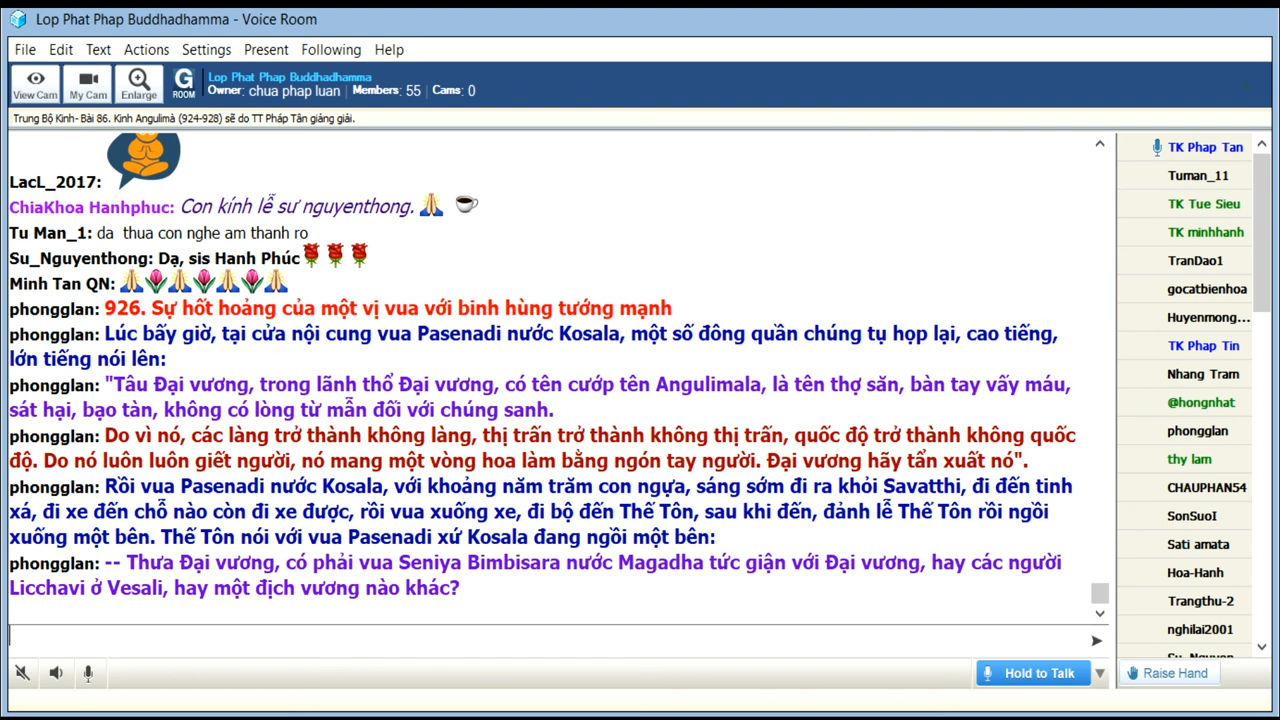 Lop Phat Phap Buddhadhamma - Voice Room
File Edit Text Actions Settings Present Following Help
View Cam My Cam Enlarge G ROOM
Lop Phat Phap Buddhadhamma
Owner: chua phap luan | Members: 55 | Cams: 0
Trung Bộ Kinh- Bài 86. Kinh Angulimà (924-928) sẽ do TT Pháp Tân giảng giải.
LacL_2017:
ChiaKhoa Hanhphuc: Con kính lễ sư nguyenthong.
Tu Man_1: da thua con nghe am thanh ro
Su_Nguyenthong: Dạ, sis Hanh Phúc
Minh Tan QN:
phongglan: 926. Sự hốt hoảng của một vị vua với binh hùng tướng mạnh
phongglan: Lúc bấy giờ, tại cửa nội cung vua Pasenadi nước Kosala, một số đông quần chúng tụ họp lại, cao tiếng,
lớn tiếng nói lên:
phongglan: "Tâu Đại vương, trong lãnh thổ Đại vương, có tên cướp tên Angulimala, là tên thợ săn, bàn tay vấy máu,
sát hại, bạo tàn, không có lòng từ mẫn đối với chúng sanh.
phongglan: Do vì nó, các làng trở thành không làng, thị trấn trở thành không thị trấn, quốc độ trở thành không quốc
độ. Do nó luôn luôn giết người, nó mang một vòng hoa làm bằng ngón tay người. Đại vương hãy tẩn xuất nó".
phongglan: Rồi vua Pasenadi nước Kosala, với khoảng năm trăm con ngựa, sáng sớm đi ra khỏi Savatthi, đi đến tinh
xá, đi xe đến chỗ nào còn đi xe được, rồi vua xuống xe, đi bộ đến Thế Tôn, sau khi đến, đảnh lễ Thế Tôn rồi ngồi
xuống một bên. Thế Tôn nói với vua Pasenadi xứ Kosala đang ngồi một bên:
phongglan: -- Thưa Đại vương, có phải vua Seniya Bimbisara nước Magadha tức giận với Đại vương, hay các người
Licchavi ở Vesali, hay một địch vương nào khác?
Hold to Talk
TK Phap Tan
Tuman_11
TK Tue Sieu
TK minhhanh
TranDao1
gocatbienhoa
Huyenmong...
TK Phap Tin
Nhang Tram
@hongnhat
phongglan
thy lam
CHAUPHAN54
SonSuoI
Sati amata
Hoa-Hanh
Trangthu-2
nghilai2001
Su_Nguyen
Raise Hand